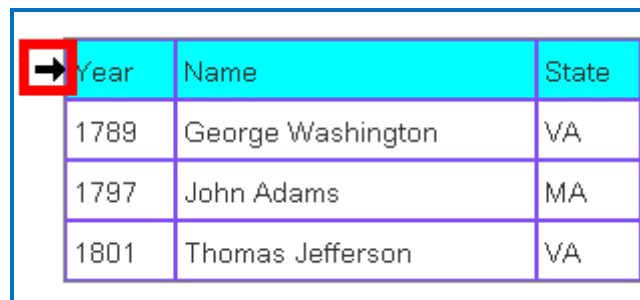 Year Name State
1789 George Washington VA
1797 John Adams MA
1801 Thomas Jefferson VA